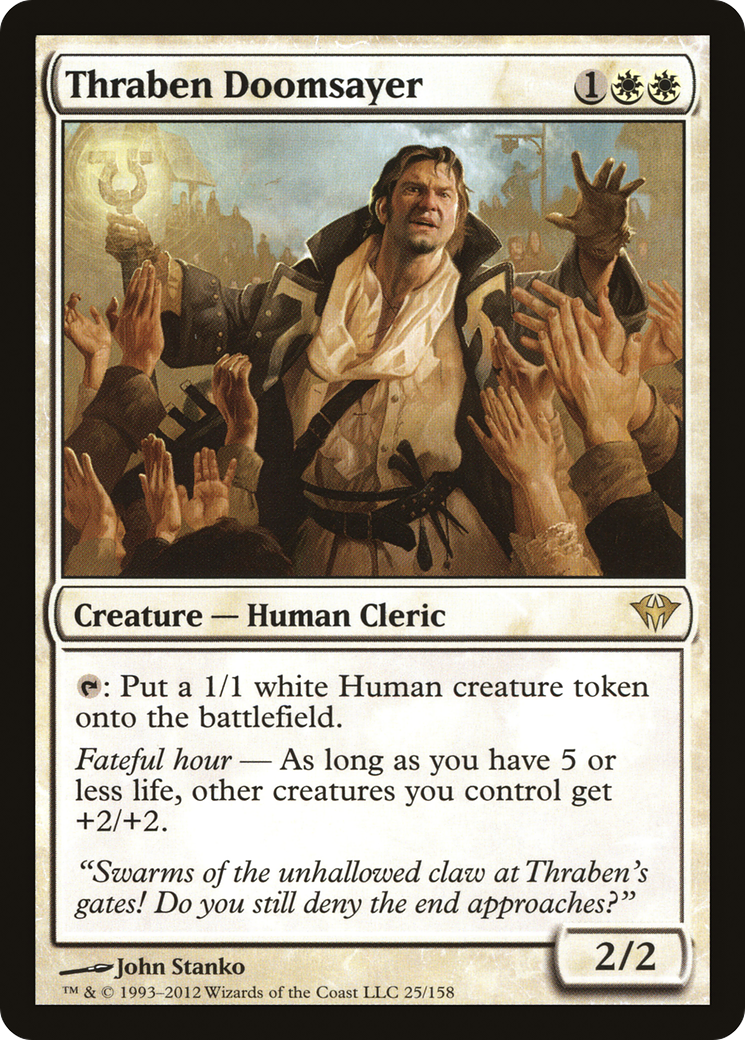 Thraben Doomsayer
1
Creature — Human Cleric
: Put a 1/1 white Human creature token
onto the battlefield.
Fateful hour — As long as you have 5 or
less life, other creatures you control get
+2/+2.
“Swarms of the unhallowed claw at Thraben’s
gates! Do you still deny the end approaches?”
2/2
John Stanko
™ & © 1993–2012 Wizards of the Coast LLC 25/158